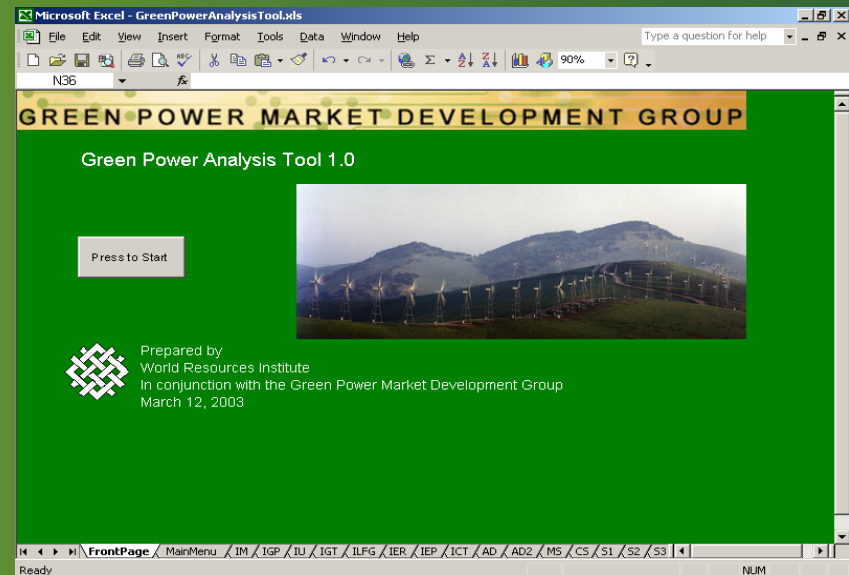 Microsoft Excel - GreenPowerAnalysisTool.xls
File Edit View Insert Format Tools Data Window Help
Type a question for help
90%
N36
fx
GREEN POWER MARKET DEVELOPMENT GROUP
Green Power Analysis Tool 1.0
Press to Start
Prepared by
World Resources Institute
In conjunction with the Green Power Market Development Group
March 12, 2003
FrontPage / MainMenu / IM / IGP / IU / IGT / ILFG / IER / IEP / ICT / AD / AD2 / MS / CS / S1 / S2 / S3
Ready
NUM